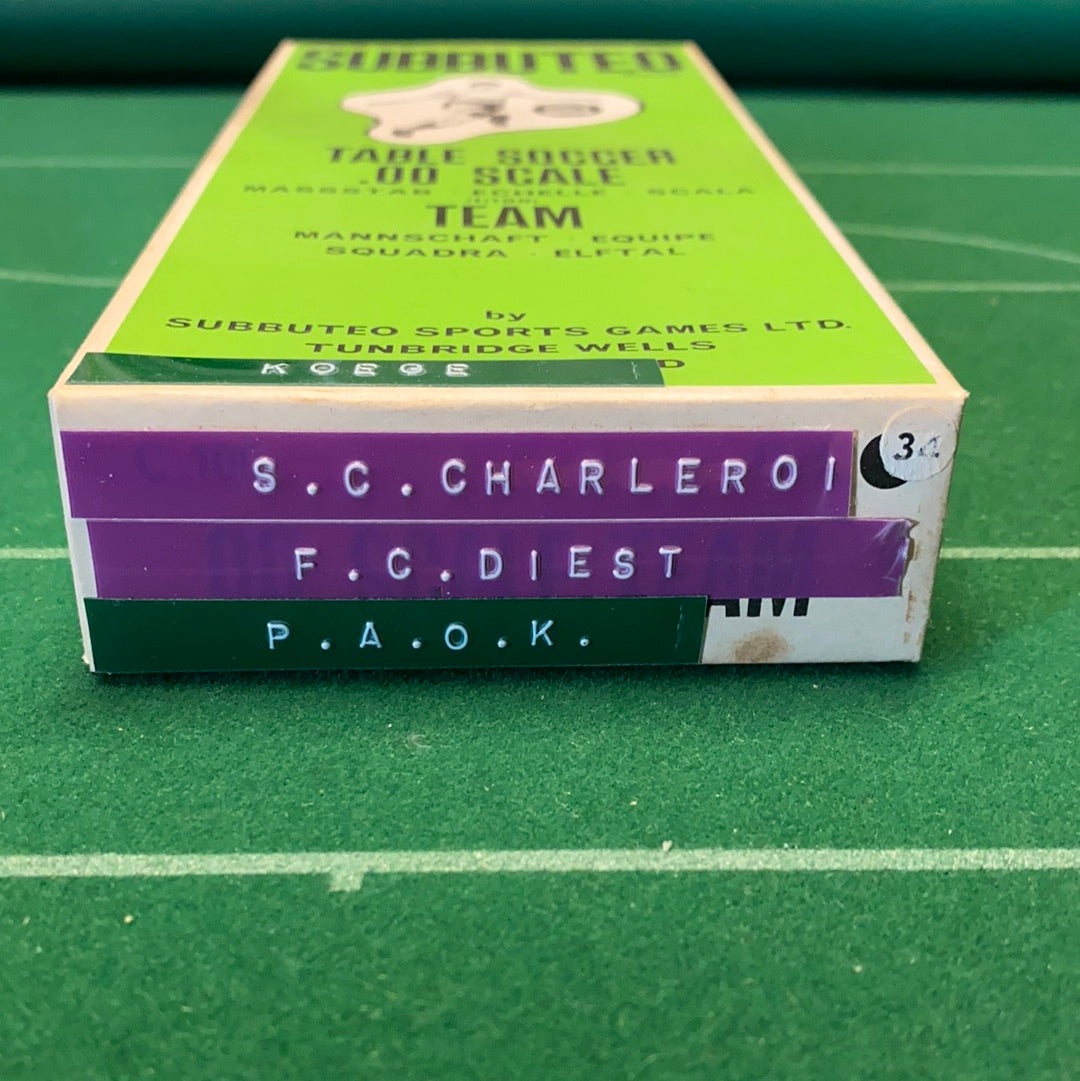 SUBBUTEO
TABLE SOCCER
.00 SCALE
MASSSTAB · ECHELLE · SCALA
TEAM
MANNSCHAFT · EQUIPE
SQUADRA · ELFTAL
by
SUBBUTEO SPORTS GAMES LTD.
TUNBRIDGE WELLS
D
KOEGE
S.C.CHARLEROI
34
F.C.DIEST
P.A.O.K.
AM